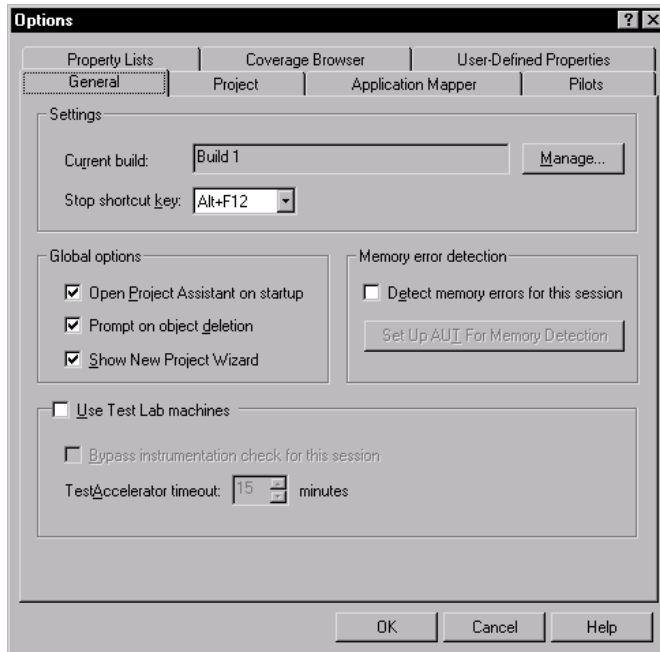 Options
Property Lists Coverage Browser User-Defined Properties
General Project Application Mapper Pilots
Settings
Current build: Build 1 Manage...
Stop shortcut key: Alt+F12
Global options Memory error detection
Open Project Assistant on startup Detect memory errors for this session
Prompt on object deletion Set Up AUT For Memory Detection
Show New Project Wizard
Use Test Lab machines
Bypass instrumentation check for this session
TestAccelerator timeout: 15 minutes
OK Cancel Help